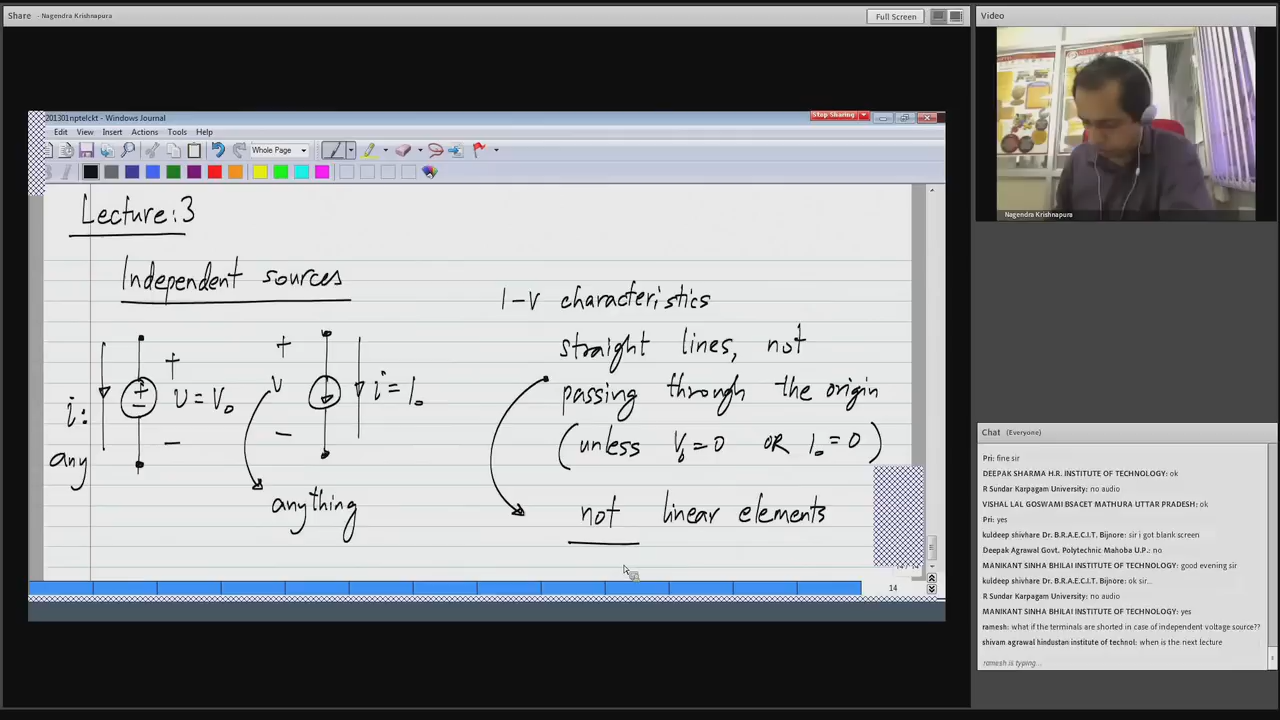 Share - Nagendra Krishnapura
Full Screen
Video
201301nptelckt - Windows Journal
Stop Sharing
Edit View Insert Actions Tools Help
Whole Page
Lecture: 3
Independent sources
I-V characteristics
straight lines, not
passing through the origin
(unless V₀ = 0 OR I₀ = 0)
not linear elements
i:
any
+
v = V₀
−
+
v
−
i = I₀
anything
14
Nagendra Krishnapura
Chat (Everyone)
Pri: fine sir
DEEPAK SHARMA H.R. INSTITUTE OF TECHNOLOGY: ok
R Sundar Karpagam University: no audio
VISHAL LAL GOSWAMI BSACET MATHURA UTTAR PRADESH: ok
Pri: yes
kuldeep shivhare Dr. B.R.A.E.C.I.T. Bijnore: sir i got blank screen
Deepak Agrawal Govt. Polytechnic Mahoba U.P.: no
MANIKANT SINHA BHILAI INSTITUTE OF TECHNOLOGY: good evening sir
kuldeep shivhare Dr. B.R.A.E.C.I.T. Bijnore: ok sir...
R Sundar Karpagam University: no audio
MANIKANT SINHA BHILAI INSTITUTE OF TECHNOLOGY: yes
ramesh: what if the terminals are shorted in case of independent voltage source??
shivam agrawal hindustan institute of technol: when is the next lecture
ramesh is typing...